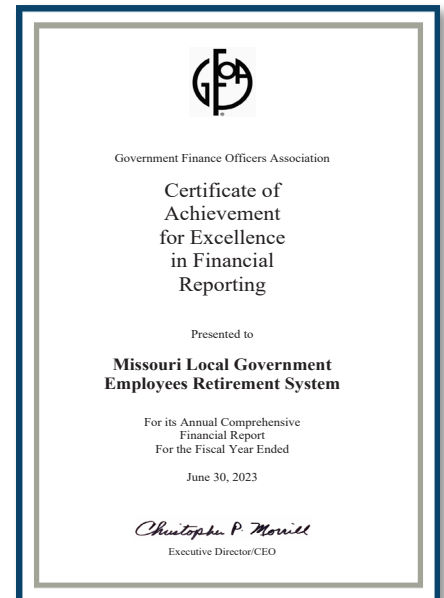 GFOA
Government Finance Officers Association
Certificate of
Achievement
for Excellence
in Financial
Reporting
Presented to
Missouri Local Government
Employees Retirement System
For its Annual Comprehensive
Financial Report
For the Fiscal Year Ended
June 30, 2023
Christopher P. Morrill
Executive Director/CEO